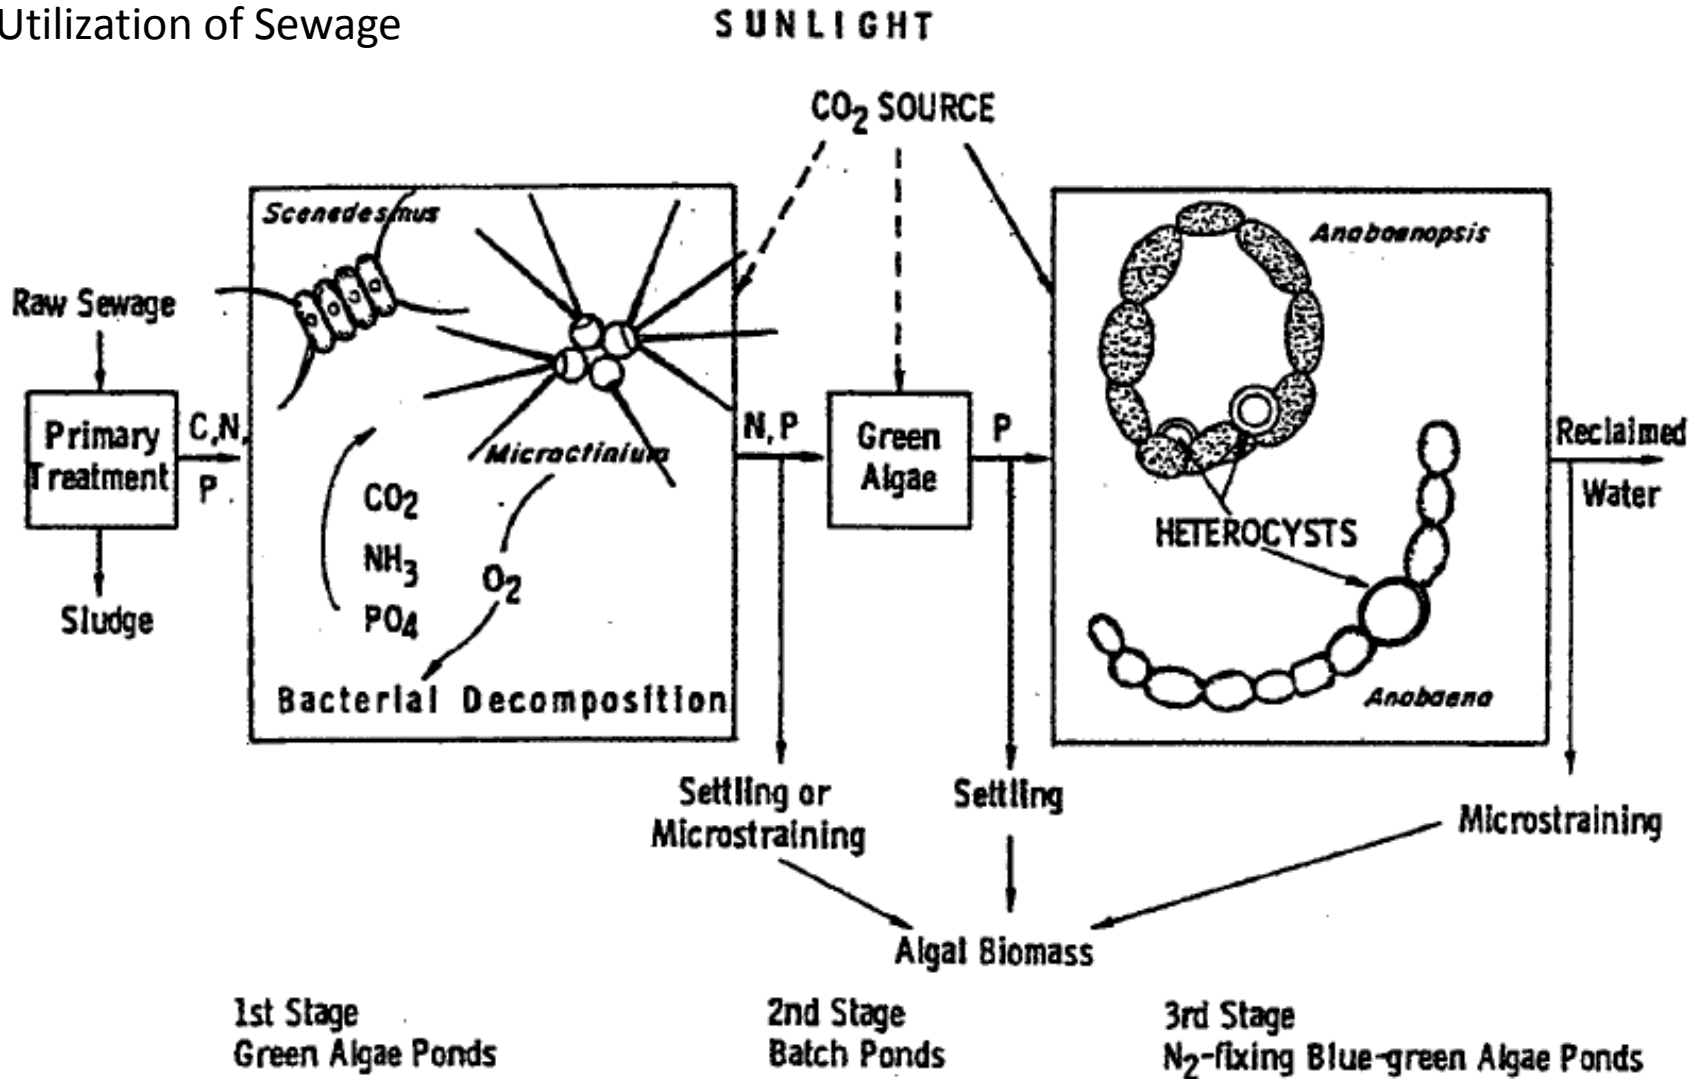 Utilization of Sewage
SUNLIGHT
CO₂ SOURCE
Scenedesmus
Anabaenopsis
Raw Sewage
Primary
Treatment
C,N,
P
Micractinium
N, P
Green
Algae
P
Reclaimed
Water
CO₂
NH₃
PO₄
O₂
HETEROCYSTS
Sludge
Bacterial Decomposition
Anabaena
Settling or
Microstraining
Settling
Microstraining
Algal Biomass
1st Stage
Green Algae Ponds
2nd Stage
Batch Ponds
3rd Stage
N₂-fixing Blue-green Algae Ponds